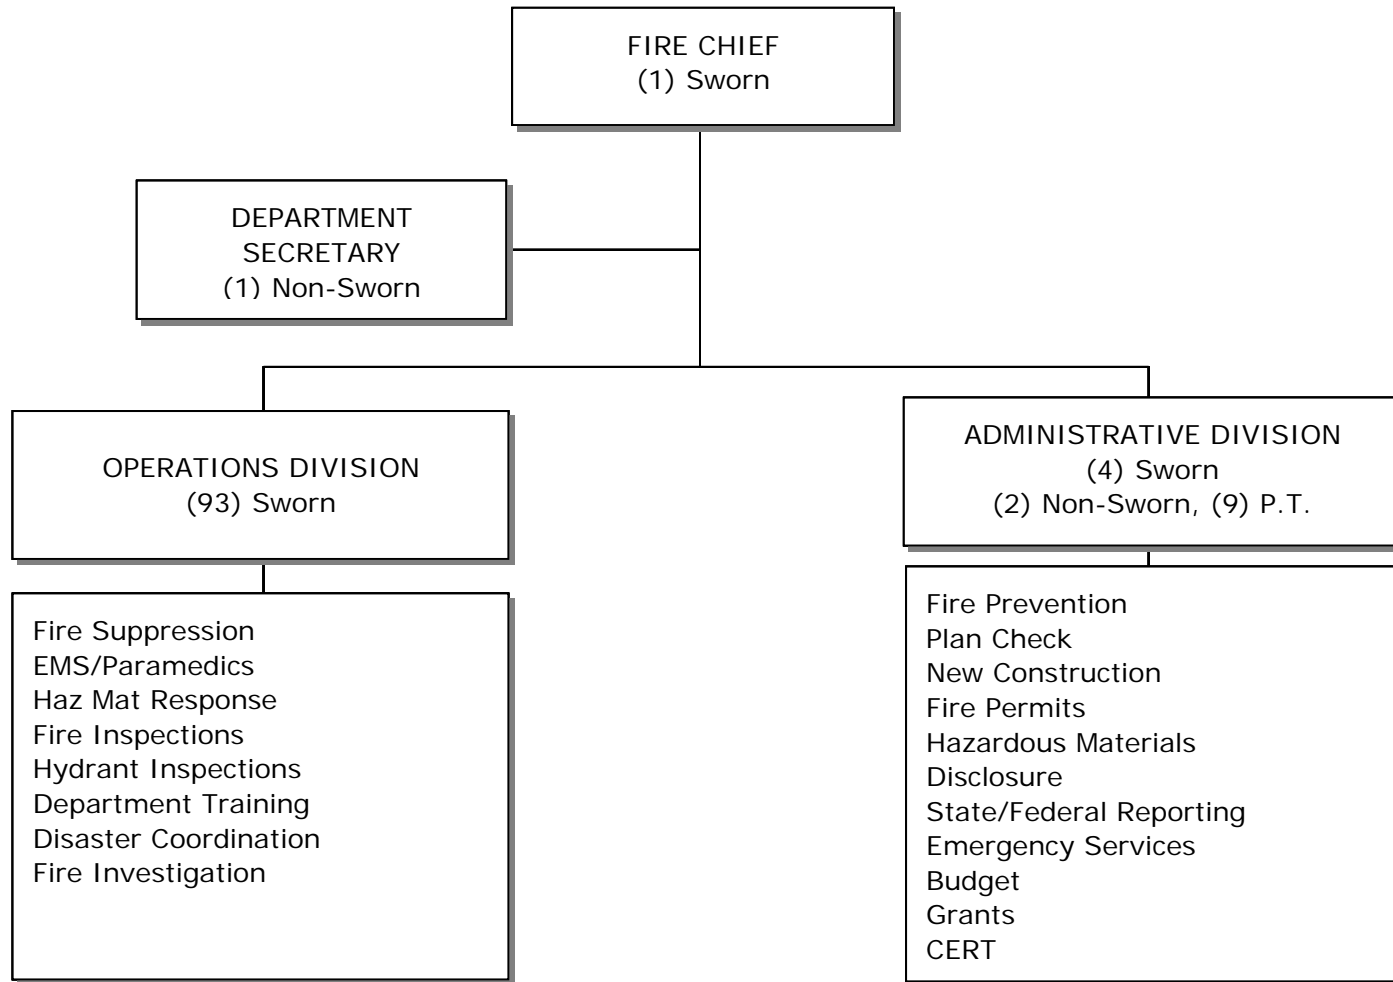 FIRE CHIEF
(1) Sworn
DEPARTMENT
SECRETARY
(1) Non-Sworn
OPERATIONS DIVISION
(93) Sworn
ADMINISTRATIVE DIVISION
(4) Sworn
(2) Non-Sworn, (9) P.T.
Fire Suppression
EMS/Paramedics
Haz Mat Response
Fire Inspections
Hydrant Inspections
Department Training
Disaster Coordination
Fire Investigation
Fire Prevention
Plan Check
New Construction
Fire Permits
Hazardous Materials
Disclosure
State/Federal Reporting
Emergency Services
Budget
Grants
CERT